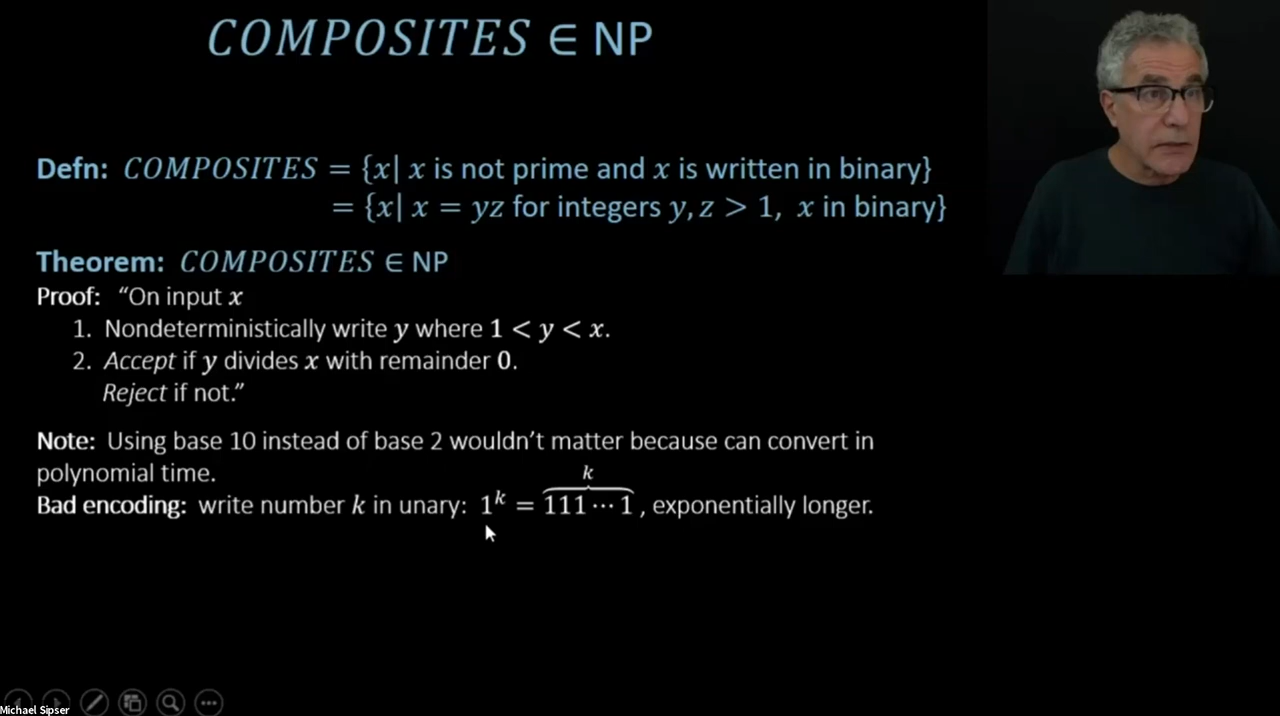 COMPOSITES ∈ NP
Defn: COMPOSITES = {x| x is not prime and x is written in binary}
= {x| x = yz for integers y, z > 1, x in binary}
Theorem: COMPOSITES ∈ NP
Proof: “On input x
1. Nondeterministically write y where 1 < y < x.
2. Accept if y divides x with remainder 0.
Reject if not.”
Note: Using base 10 instead of base 2 wouldn’t matter because can convert in
polynomial time.
k
Bad encoding: write number k in unary: 1^k = 111⋯1 , exponentially longer.
Michael Sipser